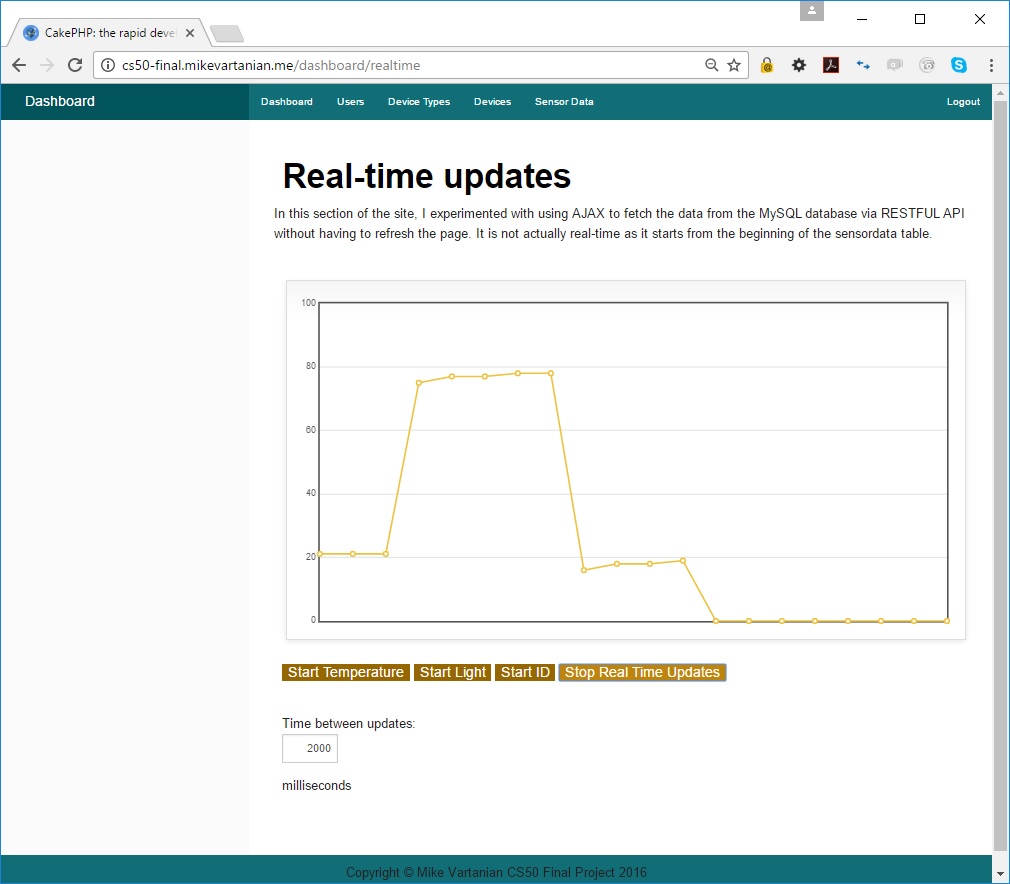 CakePHP: the rapid deve
cs50-final.mikevartanian.me/dashboard/realtime
Dashboard
Dashboard Users Device Types Devices Sensor Data Logout
Real-time updates
In this section of the site, I experimented with using AJAX to fetch the data from the MySQL database via RESTFUL API
without having to refresh the page. It is not actually real-time as it starts from the beginning of the sensordata table.
100
80
60
40
20
0
Start Temperature Start Light Start ID Stop Real Time Updates
Time between updates:
2000
milliseconds
Copyright © Mike Vartanian CS50 Final Project 2016